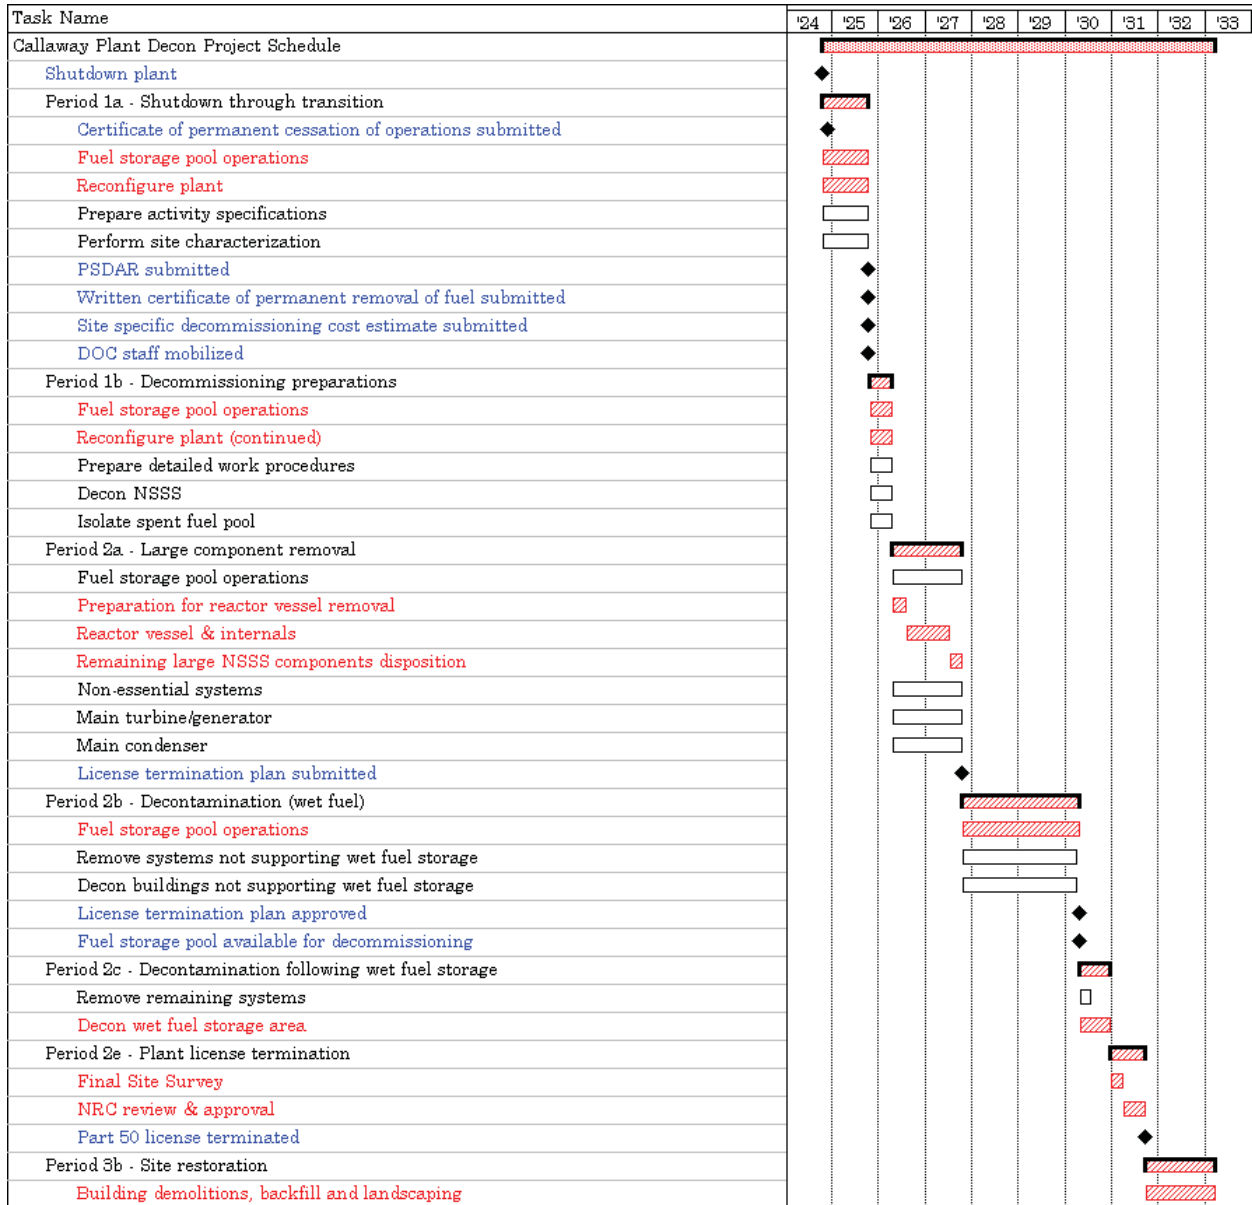 Task Name
'24 '25 '26 '27 '28 '29 '30 '31 '32 '33
Callaway Plant Decon Project Schedule
Shutdown plant
Period 1a - Shutdown through transition
Certificate of permanent cessation of operations submitted
Fuel storage pool operations
Reconfigure plant
Prepare activity specifications
Perform site characterization
PSDAR submitted
Written certificate of permanent removal of fuel submitted
Site specific decommissioning cost estimate submitted
DOC staff mobilized
Period 1b - Decommissioning preparations
Fuel storage pool operations
Reconfigure plant (continued)
Prepare detailed work procedures
Decon NSSS
Isolate spent fuel pool
Period 2a - Large component removal
Fuel storage pool operations
Preparation for reactor vessel removal
Reactor vessel & internals
Remaining large NSSS components disposition
Non-essential systems
Main turbine/generator
Main condenser
License termination plan submitted
Period 2b - Decontamination (wet fuel)
Fuel storage pool operations
Remove systems not supporting wet fuel storage
Decon buildings not supporting wet fuel storage
License termination plan approved
Fuel storage pool available for decommissioning
Period 2c - Decontamination following wet fuel storage
Remove remaining systems
Decon wet fuel storage area
Period 2e - Plant license termination
Final Site Survey
NRC review & approval
Part 50 license terminated
Period 3b - Site restoration
Building demolitions, backfill and landscaping